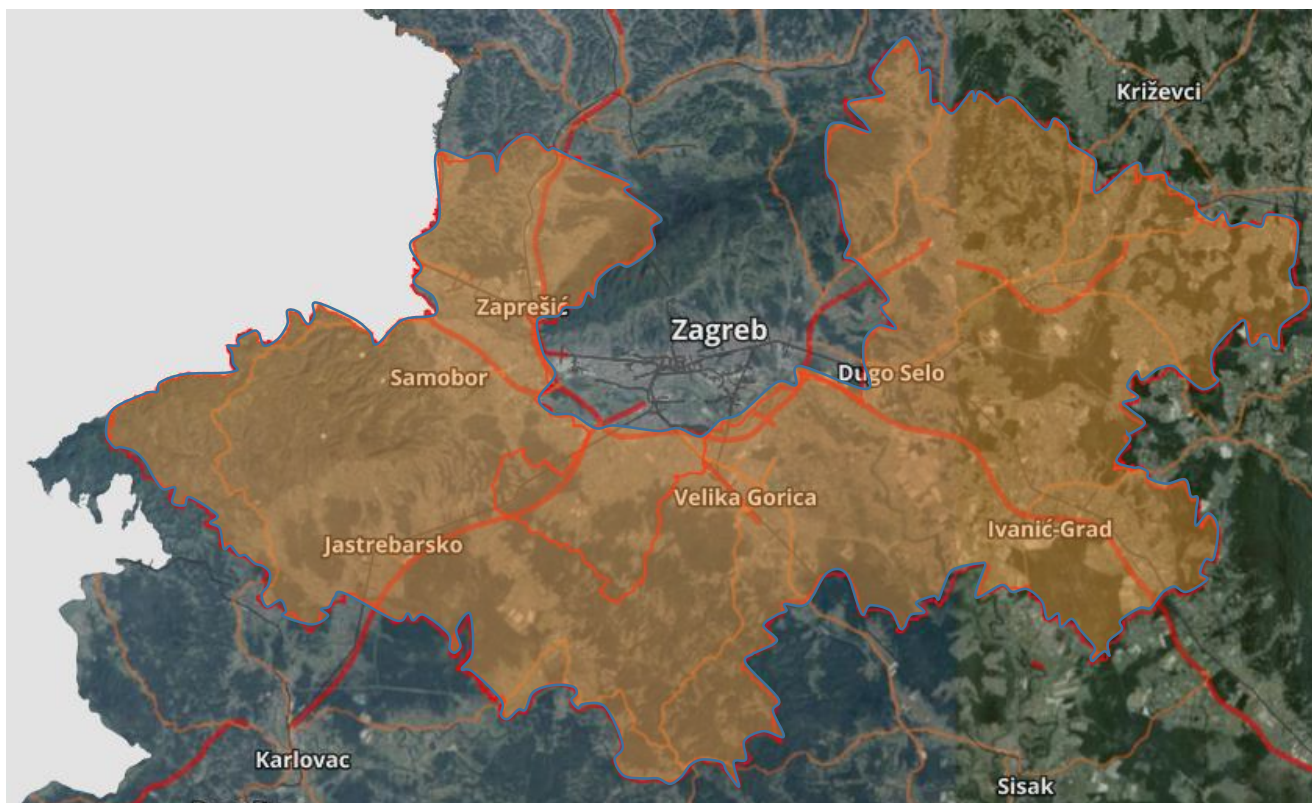 Križevci
Zaprešić
Zagreb
Samobor
Dugo Selo
Velika Gorica
Jastrebarsko
Ivanić-Grad
Karlovac
Sisak